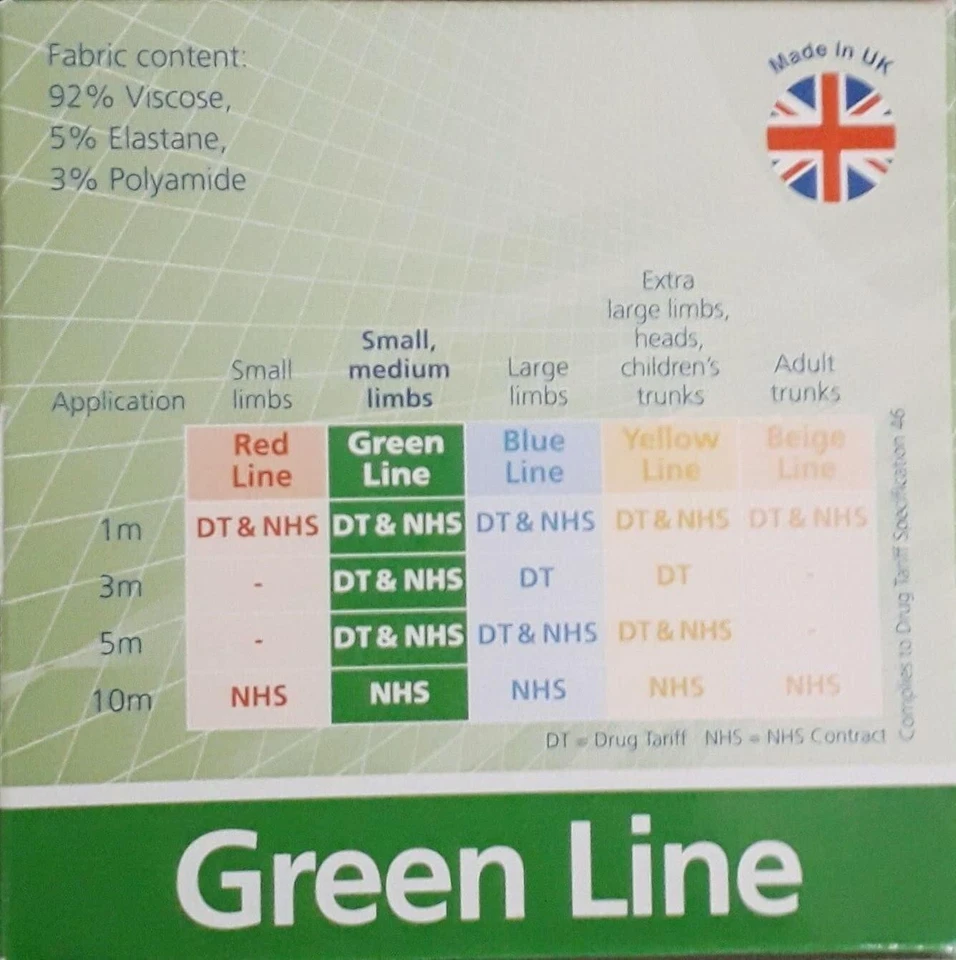 Fabric content:
92% Viscose,
5% Elastane,
3% Polyamide
Made in UK
Application
Small
limbs
Small,
medium
limbs
Large
limbs
Extra
large limbs,
heads,
children's
trunks
Adult
trunks
Red
Line
Green
Line
Blue
Line
Yellow
Line
Beige
Line
1m DT & NHS DT & NHS DT & NHS DT & NHS DT & NHS
3m - DT & NHS DT DT -
5m - DT & NHS DT & NHS DT & NHS -
10m NHS NHS NHS NHS NHS
DT = Drug Tariff NHS = NHS Contract
Complies to Drug Tariff Specification 46
Green Line